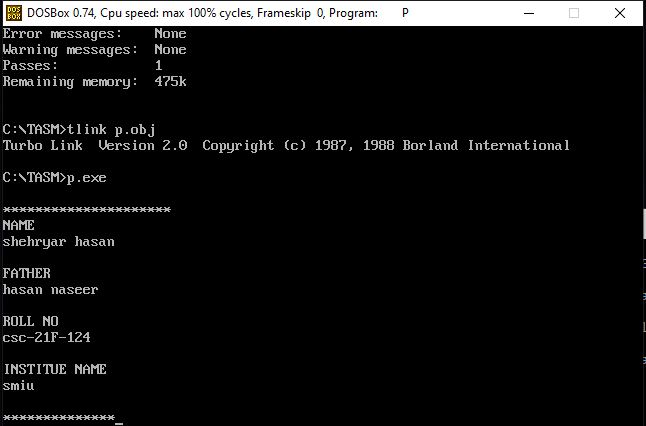 DOSBox 0.74, Cpu speed: max 100% cycles, Frameskip 0, Program: P
Error messages: None
Warning messages: None
Passes: 1
Remaining memory: 475k
C:\TASM>tlink p.obj
Turbo Link Version 2.0 Copyright (c) 1987, 1988 Borland International
C:\TASM>p.exe
*********************
NAME
shehryar hasan
FATHER
hasan naseer
ROLL NO
csc-21F-124
INSTITUE NAME
smiu
**************_